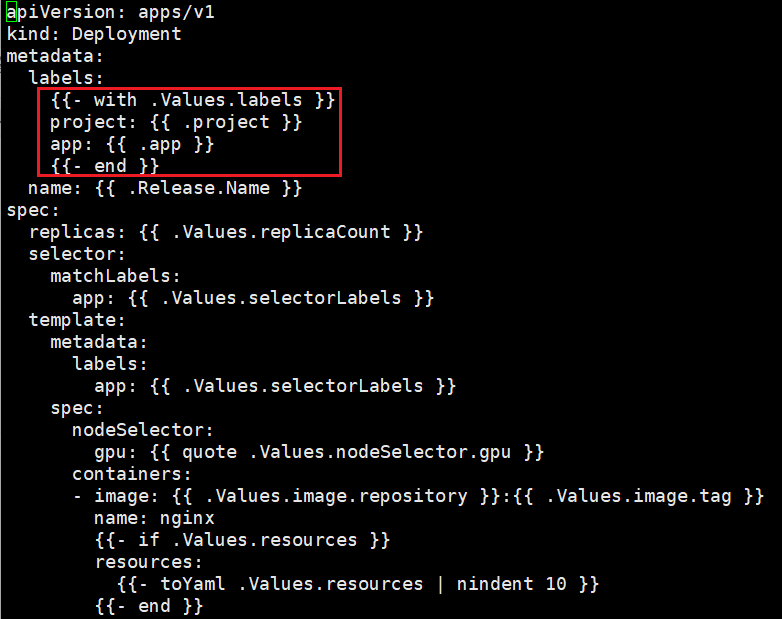 apiVersion: apps/v1
kind: Deployment
metadata:
  labels:
    {{- with .Values.labels }}
    project: {{ .project }}
    app: {{ .app }}
    {{- end }}
  name: {{ .Release.Name }}
spec:
  replicas: {{ .Values.replicaCount }}
  selector:
    matchLabels:
      app: {{ .Values.selectorLabels }}
  template:
    metadata:
      labels:
        app: {{ .Values.selectorLabels }}
    spec:
      nodeSelector:
        gpu: {{ quote .Values.nodeSelector.gpu }}
      containers:
      - image: {{ .Values.image.repository }}:{{ .Values.image.tag }}
        name: nginx
        {{- if .Values.resources }}
        resources:
          {{- toYaml .Values.resources | nindent 10 }}
        {{- end }}